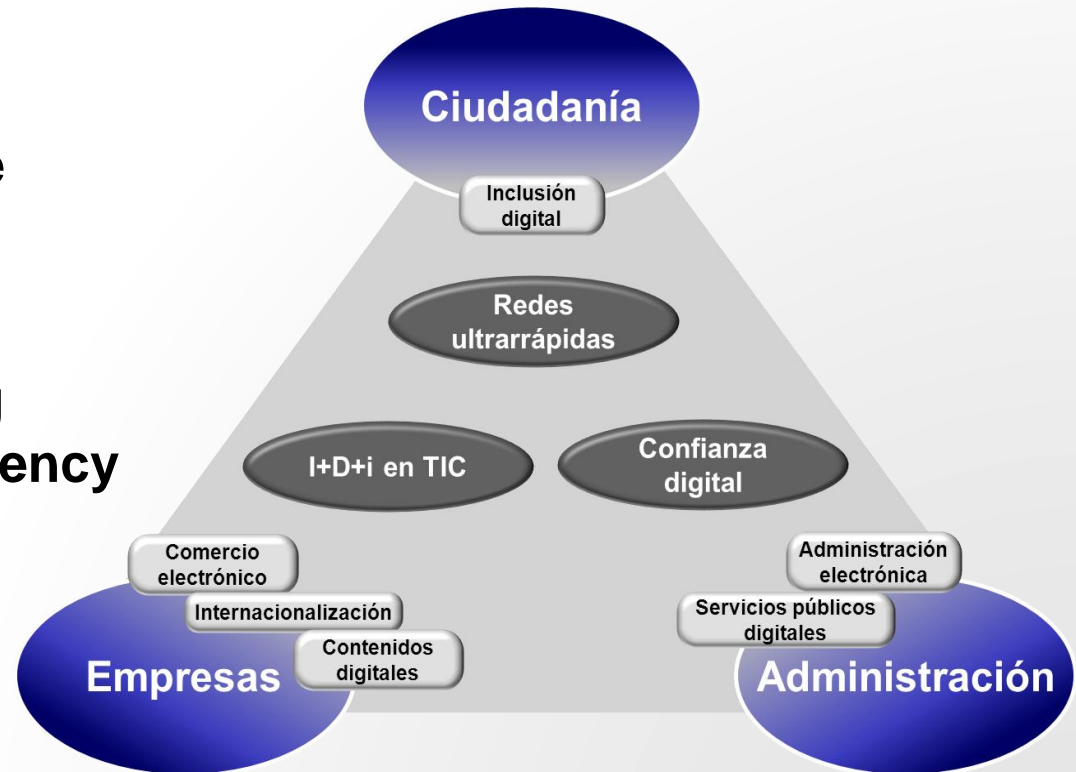 Ciudadanía
Inclusión
digital
Redes
ultrarrápidas
I+D+i en TIC
Confianza
digital
Comercio
electrónico
Internacionalización
Contenidos
digitales
Empresas
Administración
electrónica
Servicios públicos
digitales
Administración